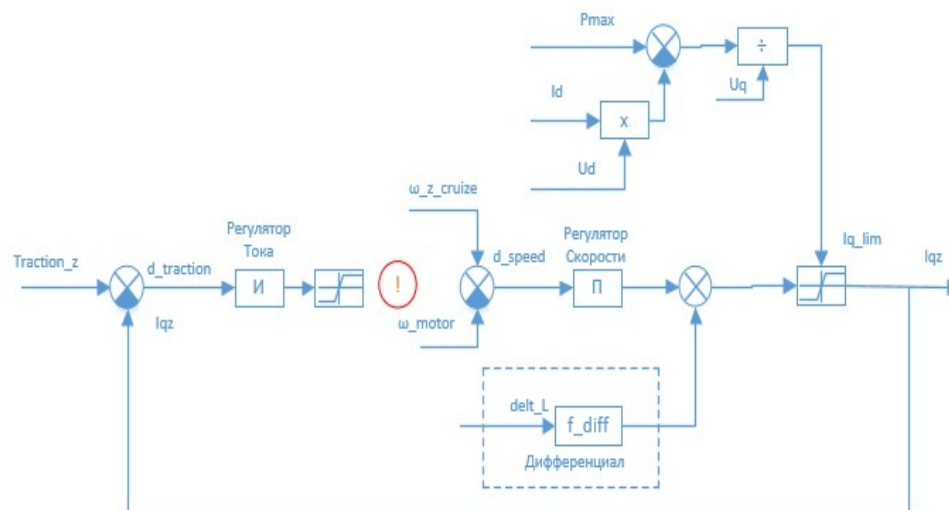 Pmax
÷
Uq
Id
x
Ud
ω_z_cruize
Регулятор
Тока
Регулятор
Скорости
Iq_lim
Traction_z
d_traction
И
!
d_speed
П
Iqz
Iqz
ω_motor
delt_L
f_diff
Дифференциал